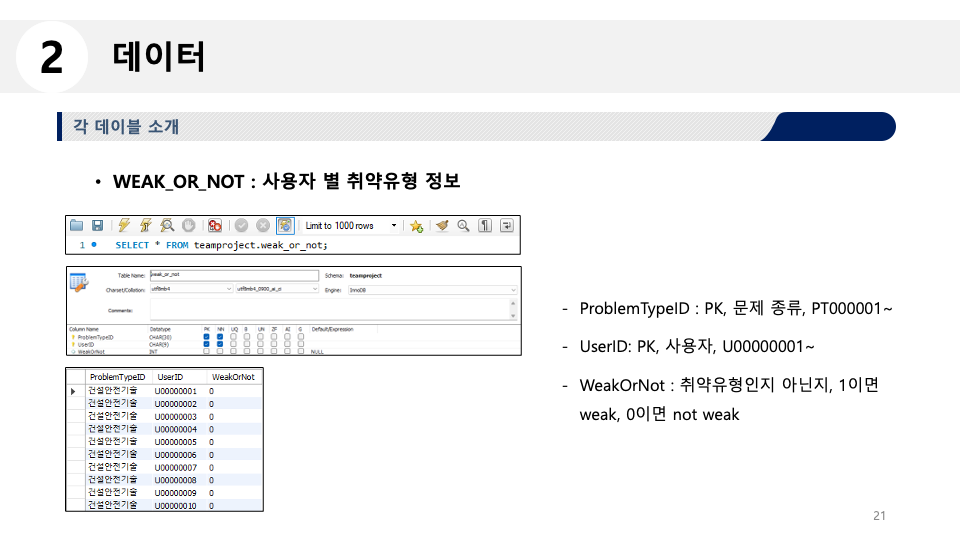 2 데이터
각 데이블 소개
• WEAK_OR_NOT : 사용자 별 취약유형 정보
Limit to 1000 rows
1 SELECT * FROM teamproject.weak_or_not;
Table Name: weak_or_not Schema: teamproject
Charset/Collation: utf8mb4 utf8mb4_0900_ai_ci Engine: InnoDB
Comments:
Column Name Datatype PK NN UQ B UN ZF AI G Default/Expression
ProblemTypeID CHAR(30)
UserID CHAR(9)
WeakOrNot INT NULL
ProblemTypeID UserID WeakOrNot
건설안전기술 U00000001 0
건설안전기술 U00000002 0
건설안전기술 U00000003 0
건설안전기술 U00000004 0
건설안전기술 U00000005 0
건설안전기술 U00000006 0
건설안전기술 U00000007 0
건설안전기술 U00000008 0
건설안전기술 U00000009 0
건설안전기술 U00000010 0
- ProblemTypeID : PK, 문제 종류, PT000001~
- UserID: PK, 사용자, U00000001~
- WeakOrNot : 취약유형인지 아닌지, 1이면
weak, 0이면 not weak
21